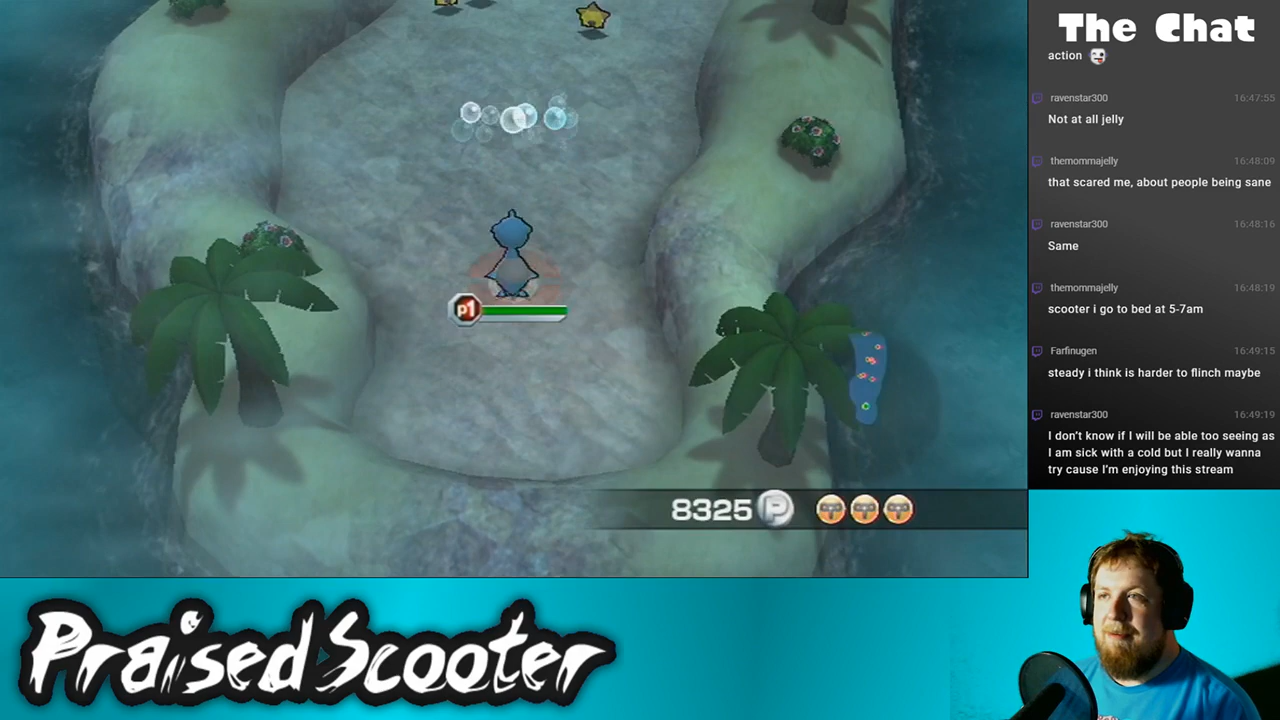 The Chat
action
ravenstar300 16:47:55
Not at all jelly
themommajelly 16:48:09
that scared me, about people being sane
ravenstar300 16:48:16
Same
themommajelly 16:48:19
scooter i go to bed at 5-7am
Farfinugen 16:49:15
steady i think is harder to flinch maybe
ravenstar300 16:49:19
I don't know if I will be able too seeing as
I am sick with a cold but I really wanna
try cause I'm enjoying this stream
p1
8325 P
PraisedScooter